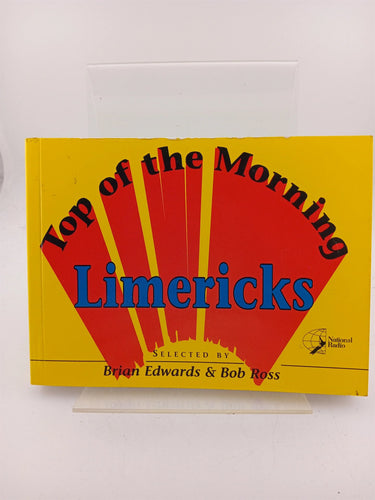 Top of the Morning
Limericks
SELECTED BY
Brian Edwards & Bob Ross
National
Radio